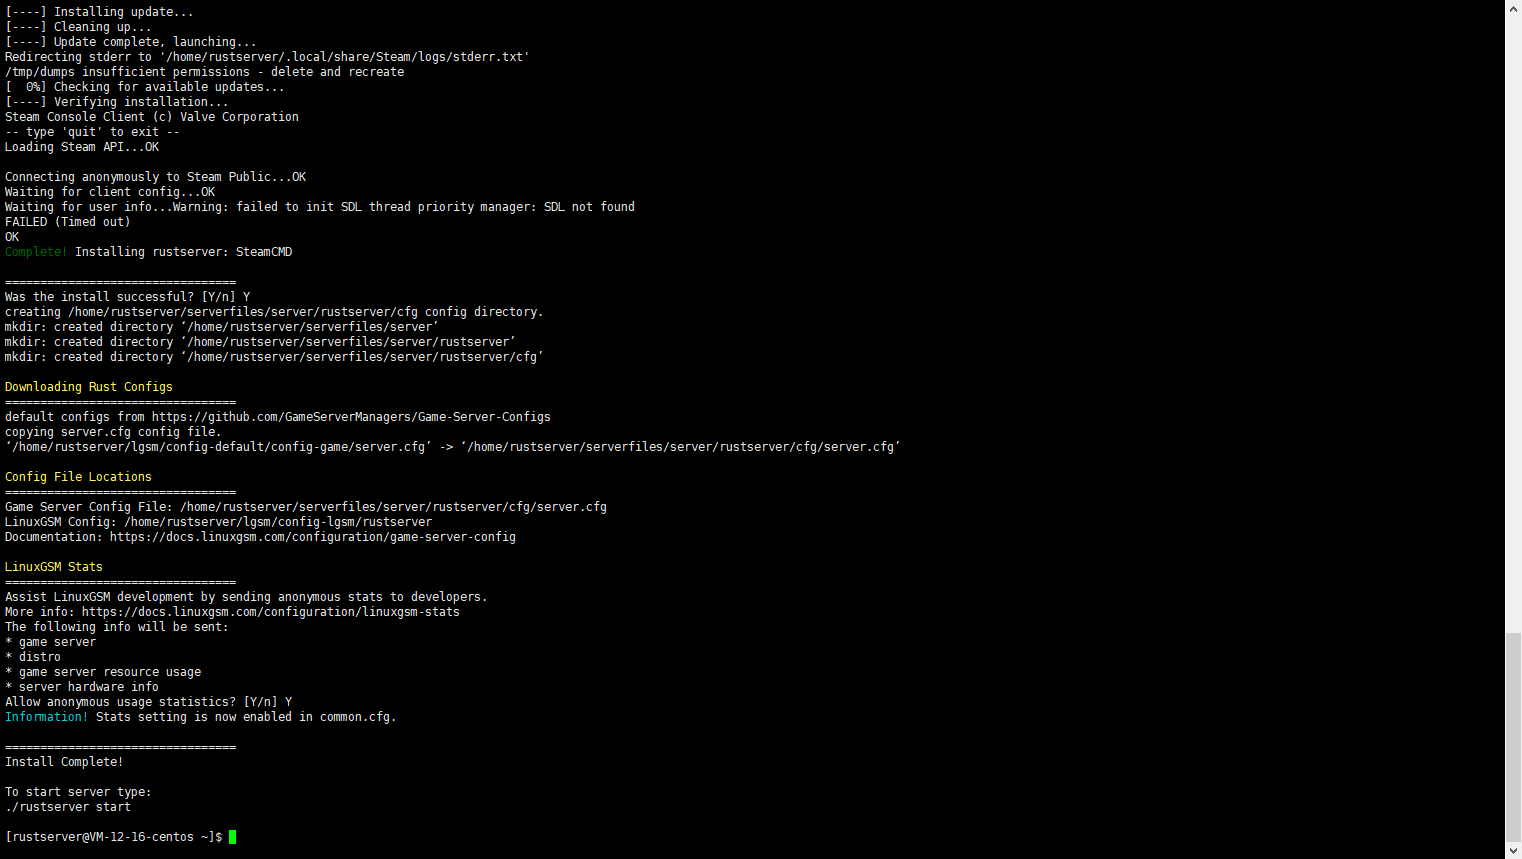 [----] Installing update...
[----] Cleaning up...
[----] Update complete, launching...
Redirecting stderr to '/home/rustserver/.local/share/Steam/logs/stderr.txt'
/tmp/dumps insufficient permissions - delete and recreate
[  0%] Checking for available updates...
[----] Verifying installation...
Steam Console Client (c) Valve Corporation
-- type 'quit' to exit --
Loading Steam API...OK

Connecting anonymously to Steam Public...OK
Waiting for client config...OK
Waiting for user info...Warning: failed to init SDL thread priority manager: SDL not found
FAILED (Timed out)
OK
Complete! Installing rustserver: SteamCMD

=================================
Was the install successful? [Y/n] Y
creating /home/rustserver/serverfiles/server/rustserver/cfg config directory.
mkdir: created directory ‘/home/rustserver/serverfiles/server’
mkdir: created directory ‘/home/rustserver/serverfiles/server/rustserver’
mkdir: created directory ‘/home/rustserver/serverfiles/server/rustserver/cfg’

Downloading Rust Configs
=================================
default configs from https://github.com/GameServerManagers/Game-Server-Configs
copying server.cfg config file.
‘/home/rustserver/lgsm/config-default/config-game/server.cfg’ -> ‘/home/rustserver/serverfiles/server/rustserver/cfg/server.cfg’

Config File Locations
=================================
Game Server Config File: /home/rustserver/serverfiles/server/rustserver/cfg/server.cfg
LinuxGSM Config: /home/rustserver/lgsm/config-lgsm/rustserver
Documentation: https://docs.linuxgsm.com/configuration/game-server-config

LinuxGSM Stats
=================================
Assist LinuxGSM development by sending anonymous stats to developers.
More info: https://docs.linuxgsm.com/configuration/linuxgsm-stats
The following info will be sent:
* game server
* distro
* game server resource usage
* server hardware info
Allow anonymous usage statistics? [Y/n] Y
Information! Stats setting is now enabled in common.cfg.

=================================
Install Complete!

To start server type:
./rustserver start

[rustserver@VM-12-16-centos ~]$